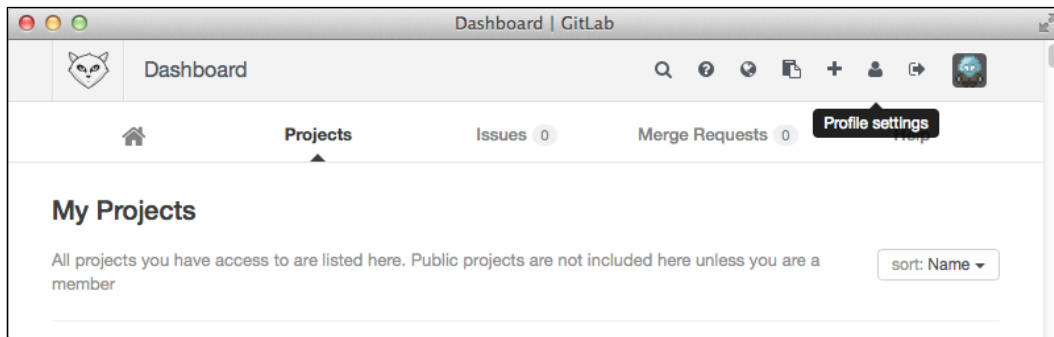 Dashboard | GitLab
Dashboard
Profile settings
Projects Issues 0 Merge Requests 0 Help
My Projects
All projects you have access to are listed here. Public projects are not included here unless you are a
member
sort: Name